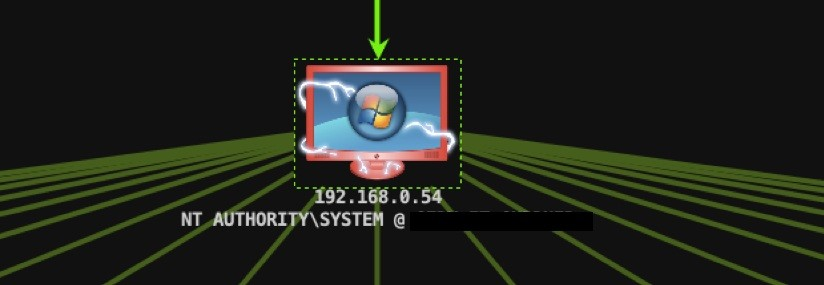 192.168.0.54
NT AUTHORITY\SYSTEM @